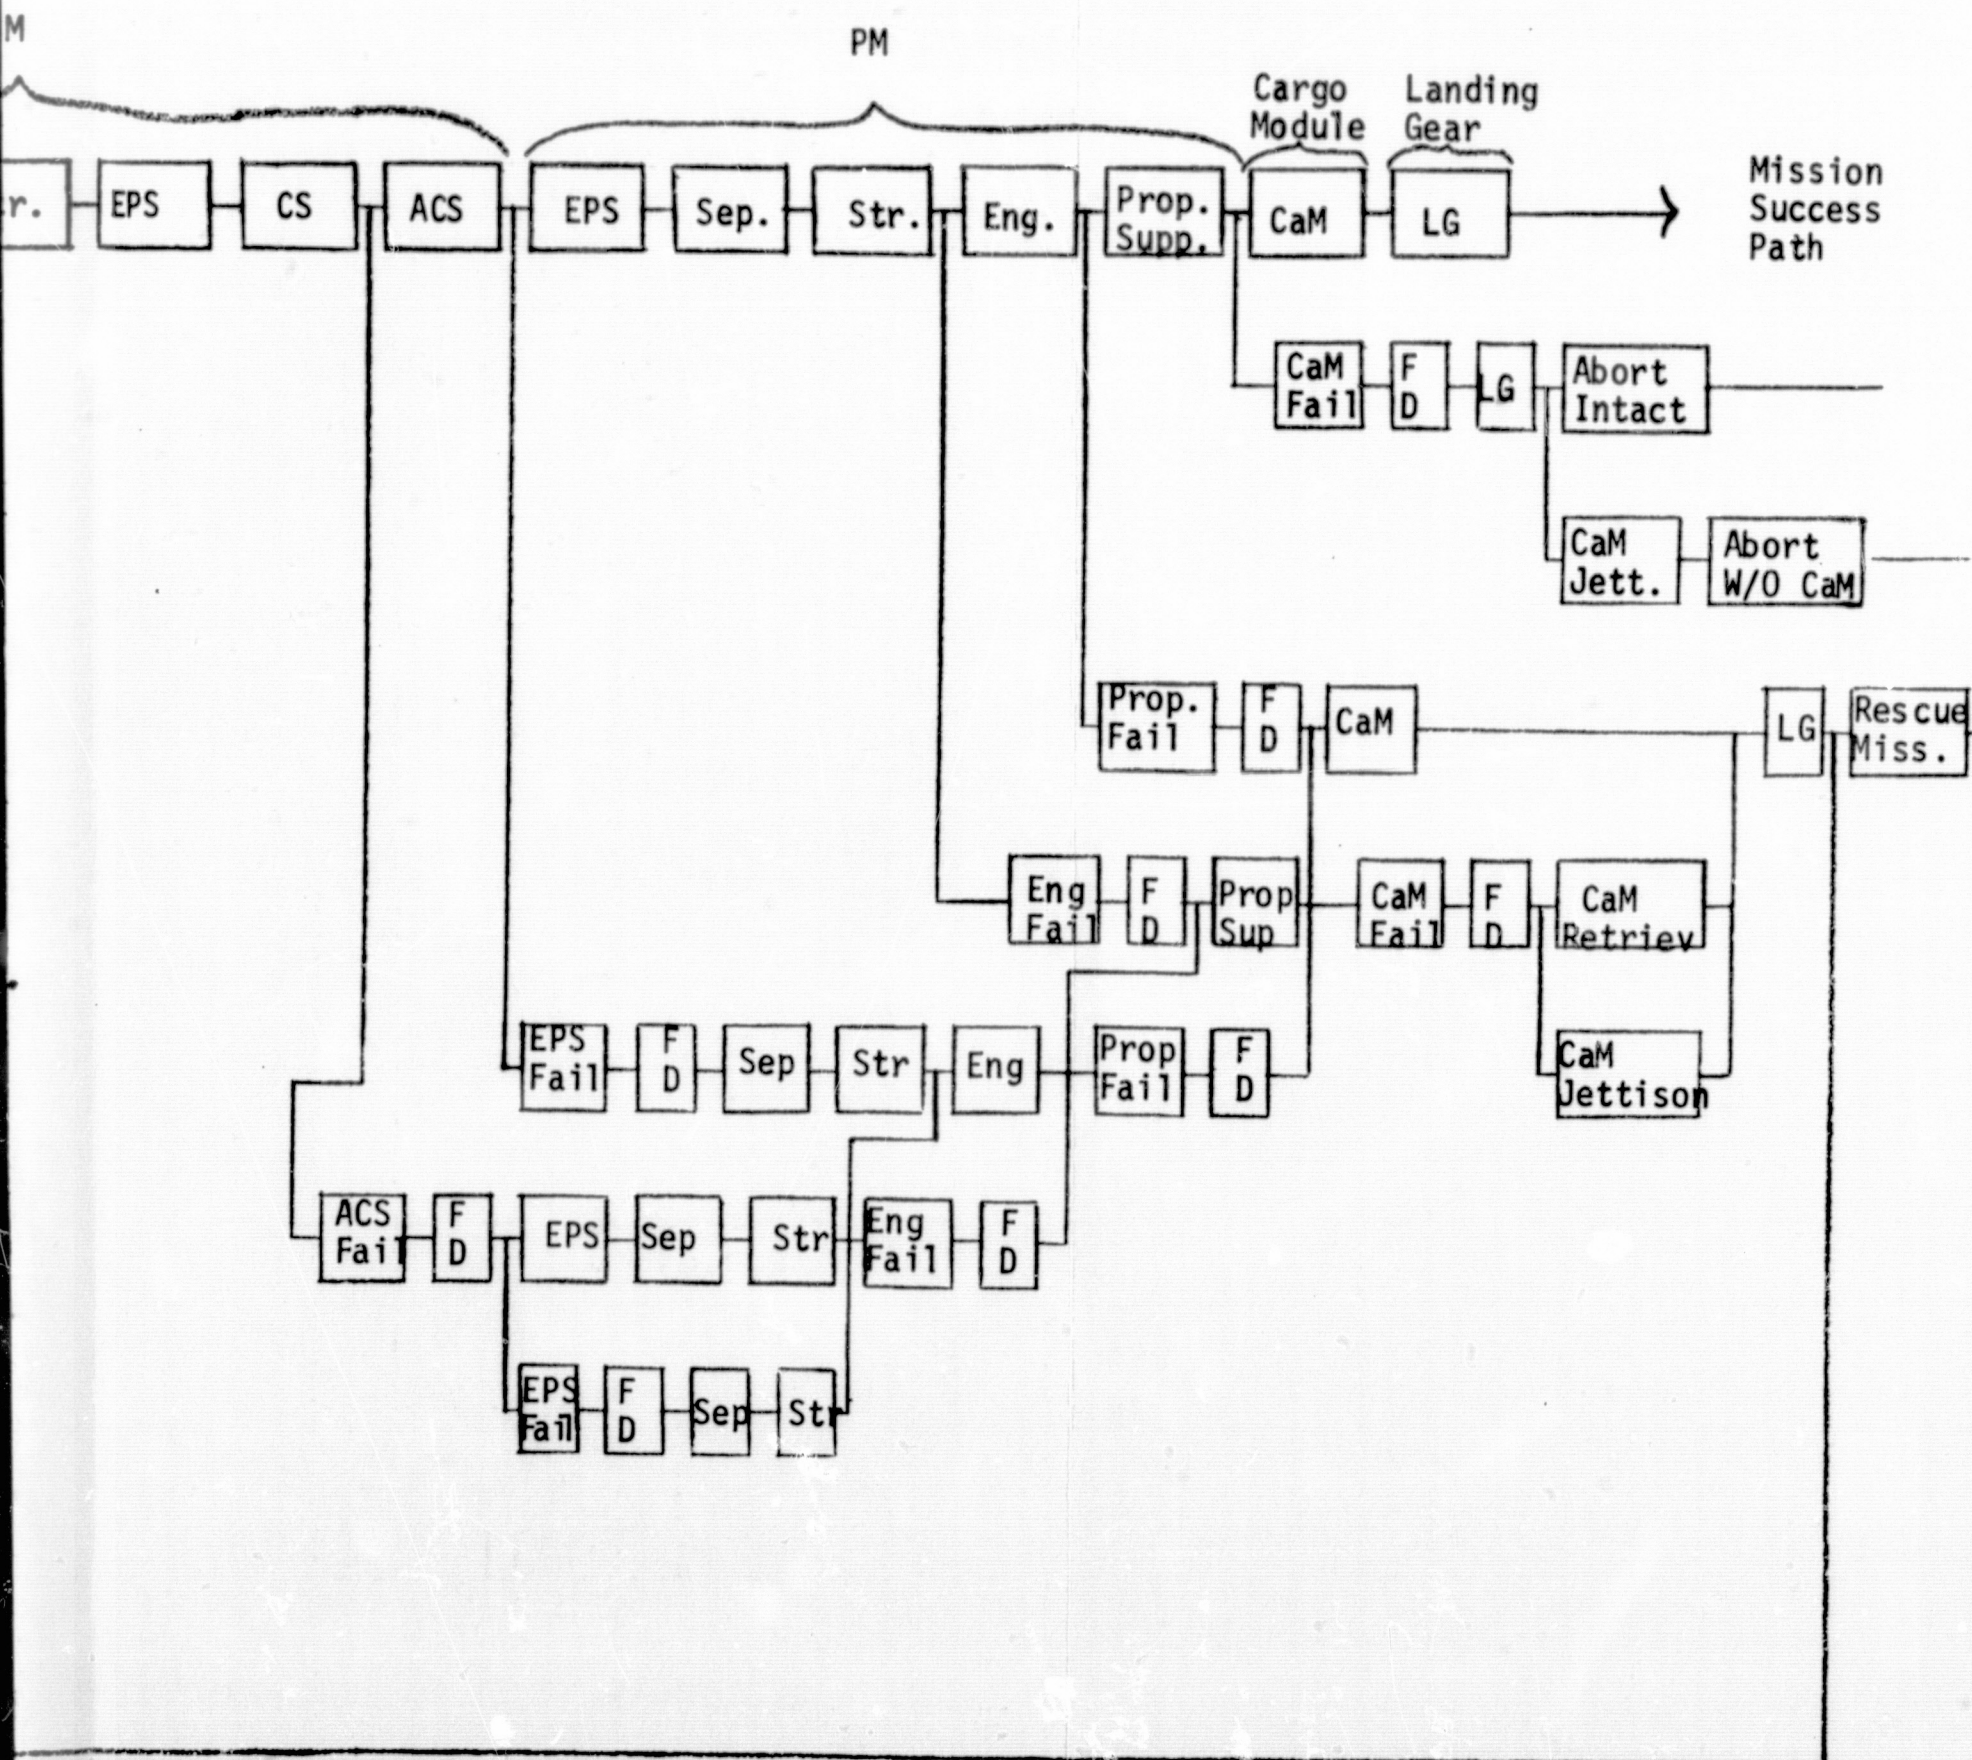 M
PM
Cargo
Module
Landing
Gear
r.
EPS
CS
ACS
EPS
Sep.
Str.
Eng.
Prop.
Supp.
CaM
LG
Mission
Success
Path
CaM
Fail
F
D
LG
Abort
Intact
CaM
Jett.
Abort
W/O CaM
Prop.
Fail
F
D
CaM
LG
Rescue
Miss.
Eng
Fail
F
D
Prop
Sup
CaM
Fail
F
D
CaM
Retriev
EPS
Fail
F
D
Sep
Str
Eng
Prop
Fail
F
D
CaM
Jettison
ACS
Fail
F
D
EPS
Sep
Str
Eng
Fail
F
D
EPS
Fail
F
D
Sep
Str